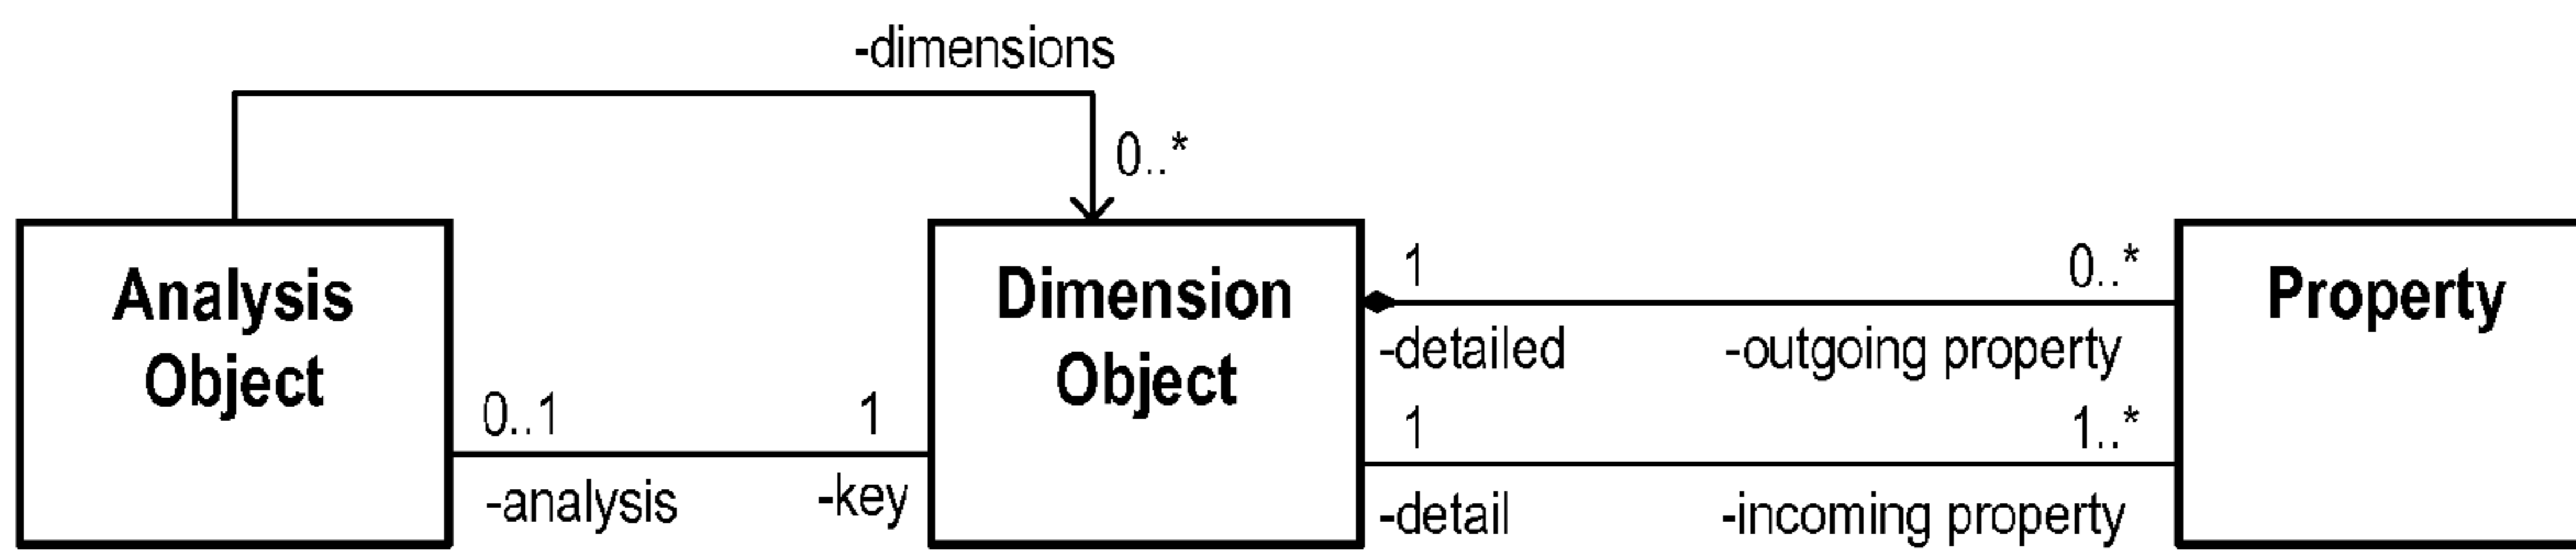 -dimensions
0..*
Analysis
Object
0..1
-analysis
1
-key
Dimension
Object
1
-detailed
0..*
-outgoing property
1
-detail
1..*
-incoming property
Property